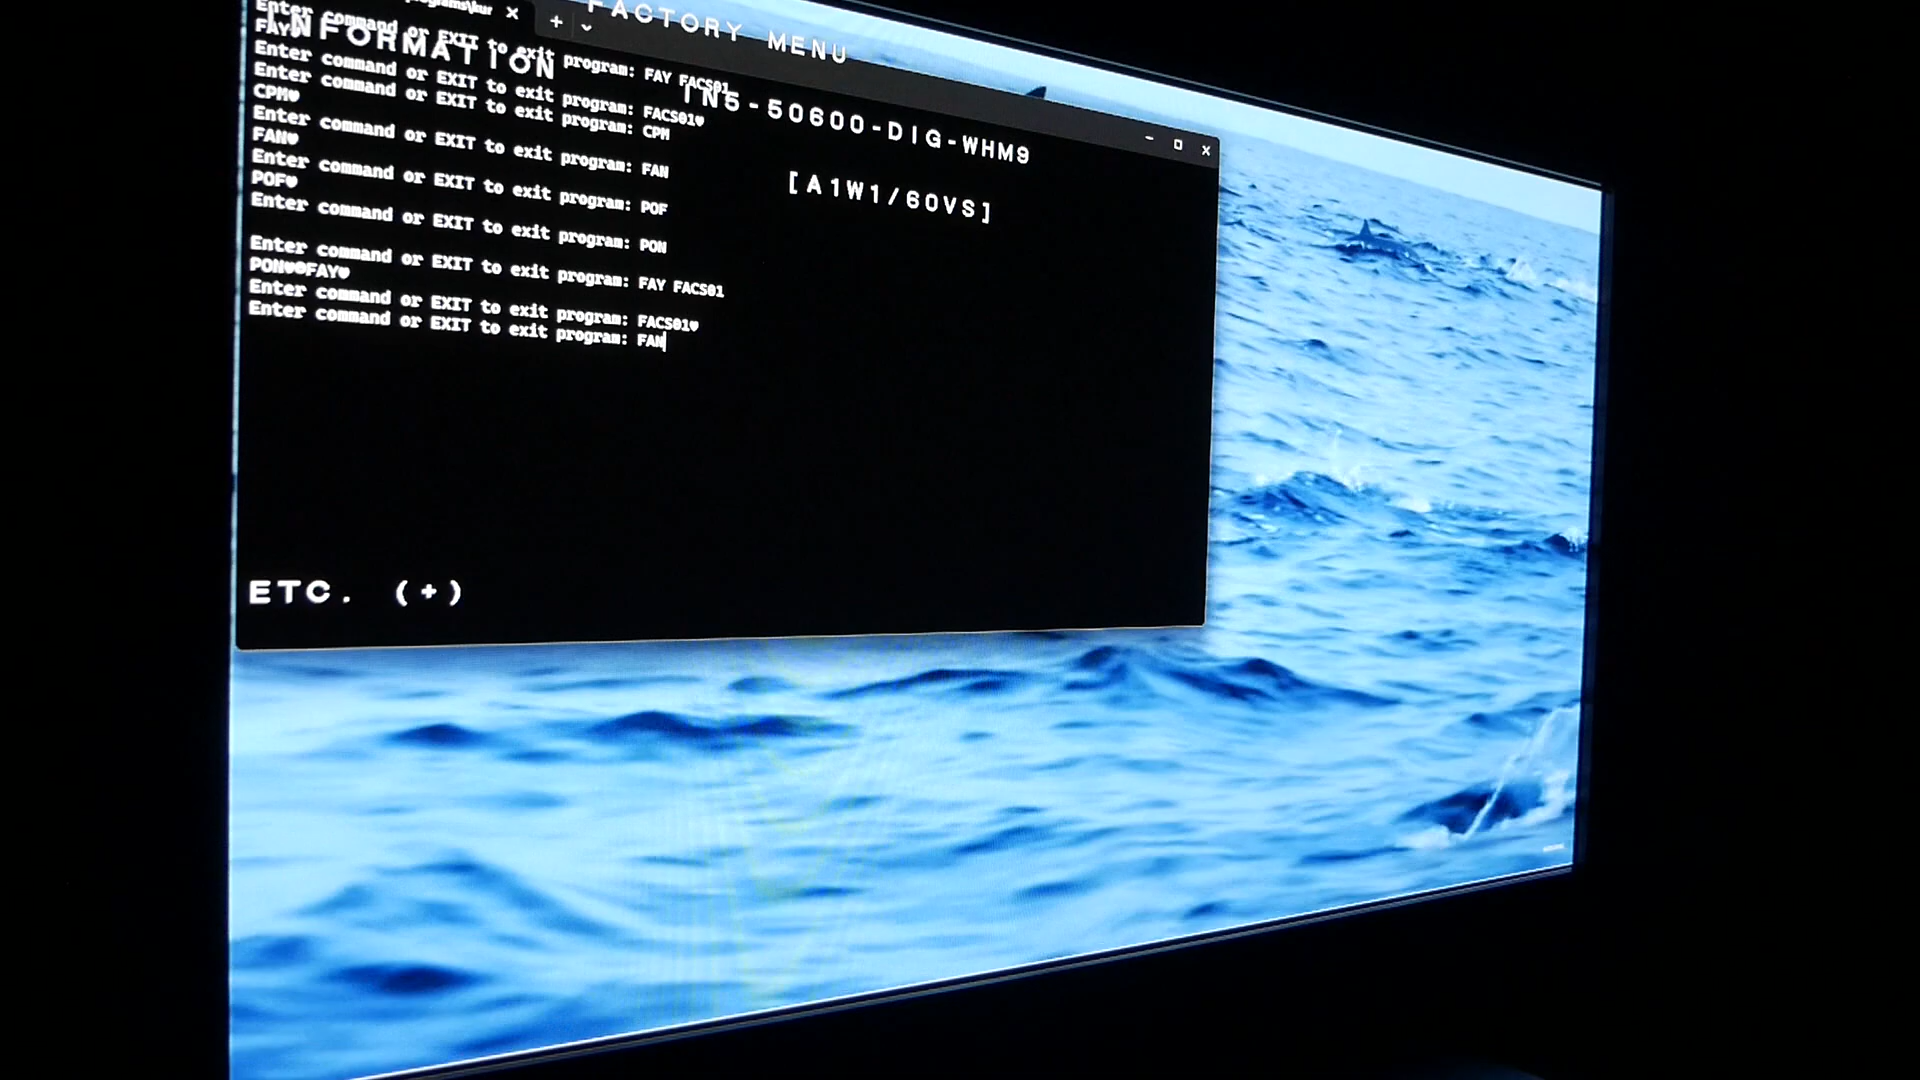 FACTORY MENU
INFORMATION
IN5-50600-DIG-WHM9
[A1W1/60VS]
Enter command or EXIT to exit program: FAY FACS01
FAY♥
Enter command or EXIT to exit program: FACS01♥
Enter command or EXIT to exit program: CPM
CPM♥
Enter command or EXIT to exit program: FAN
FAN♥
Enter command or EXIT to exit program: POF
POF♥
Enter command or EXIT to exit program: PON
Enter command or EXIT to exit program: FAY FACS01
Enter command or EXIT to exit program: FACS01♥
Enter command or EXIT to exit program: FAN
ETC. (+)